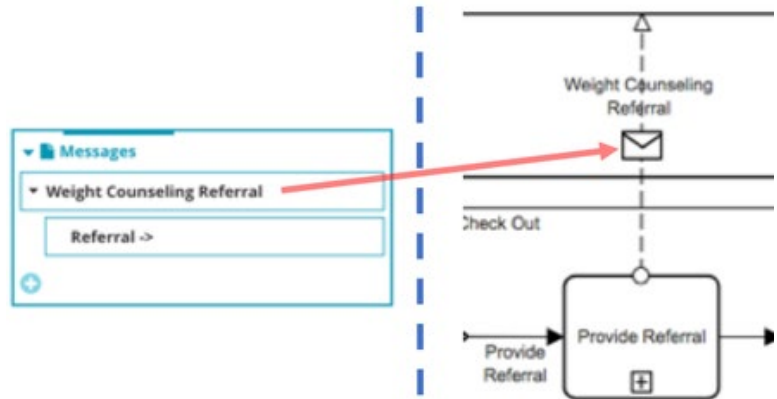 Messages
Weight Counseling Referral
Referral ->
Weight Counseling
Referral
Check Out
Provide Referral
Provide
Referral